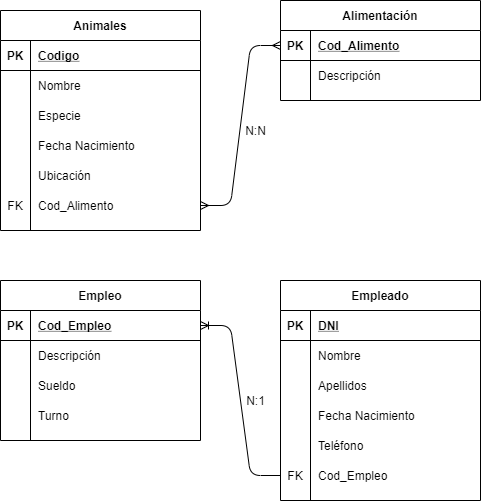 Animales
PK Codigo
Nombre
Especie
Fecha Nacimiento
Ubicación
FK Cod_Alimento
Alimentación
PK Cod_Alimento
Descripción
N:N
Empleo
PK Cod_Empleo
Descripción
Sueldo
Turno
Empleado
PK DNI
Nombre
Apellidos
Fecha Nacimiento
Teléfono
FK Cod_Empleo
N:1